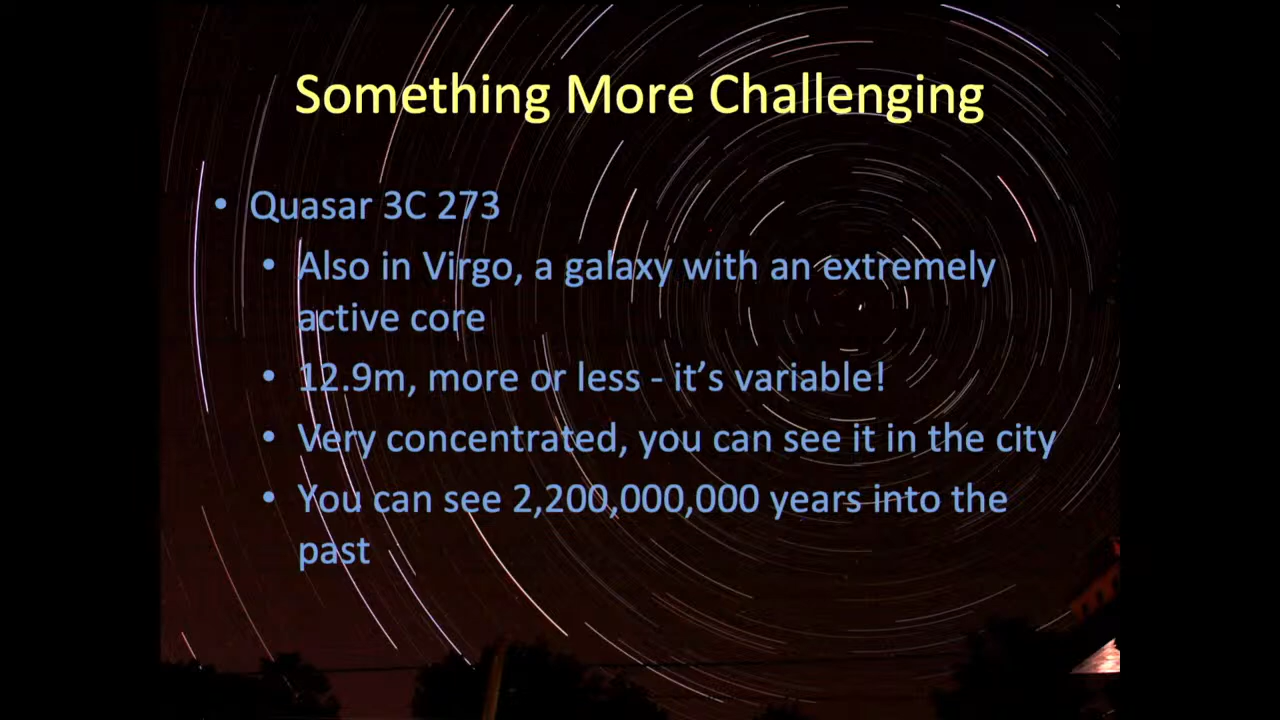 Something More Challenging
• Quasar 3C 273
• Also in Virgo, a galaxy with an extremely
active core
• 12.9m, more or less - it’s variable!
• Very concentrated, you can see it in the city
• You can see 2,200,000,000 years into the
past